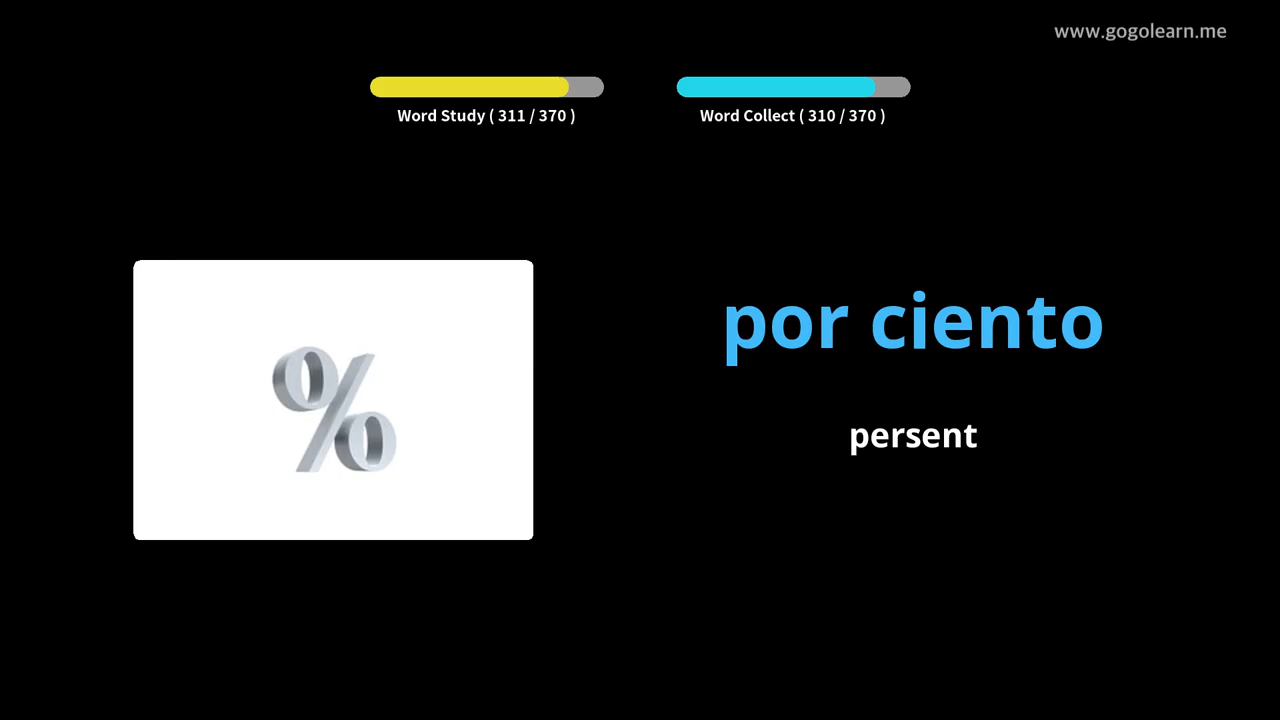 www.gogolearn.me
Word Study ( 311 / 370 )
Word Collect ( 310 / 370 )
%
por ciento
persent